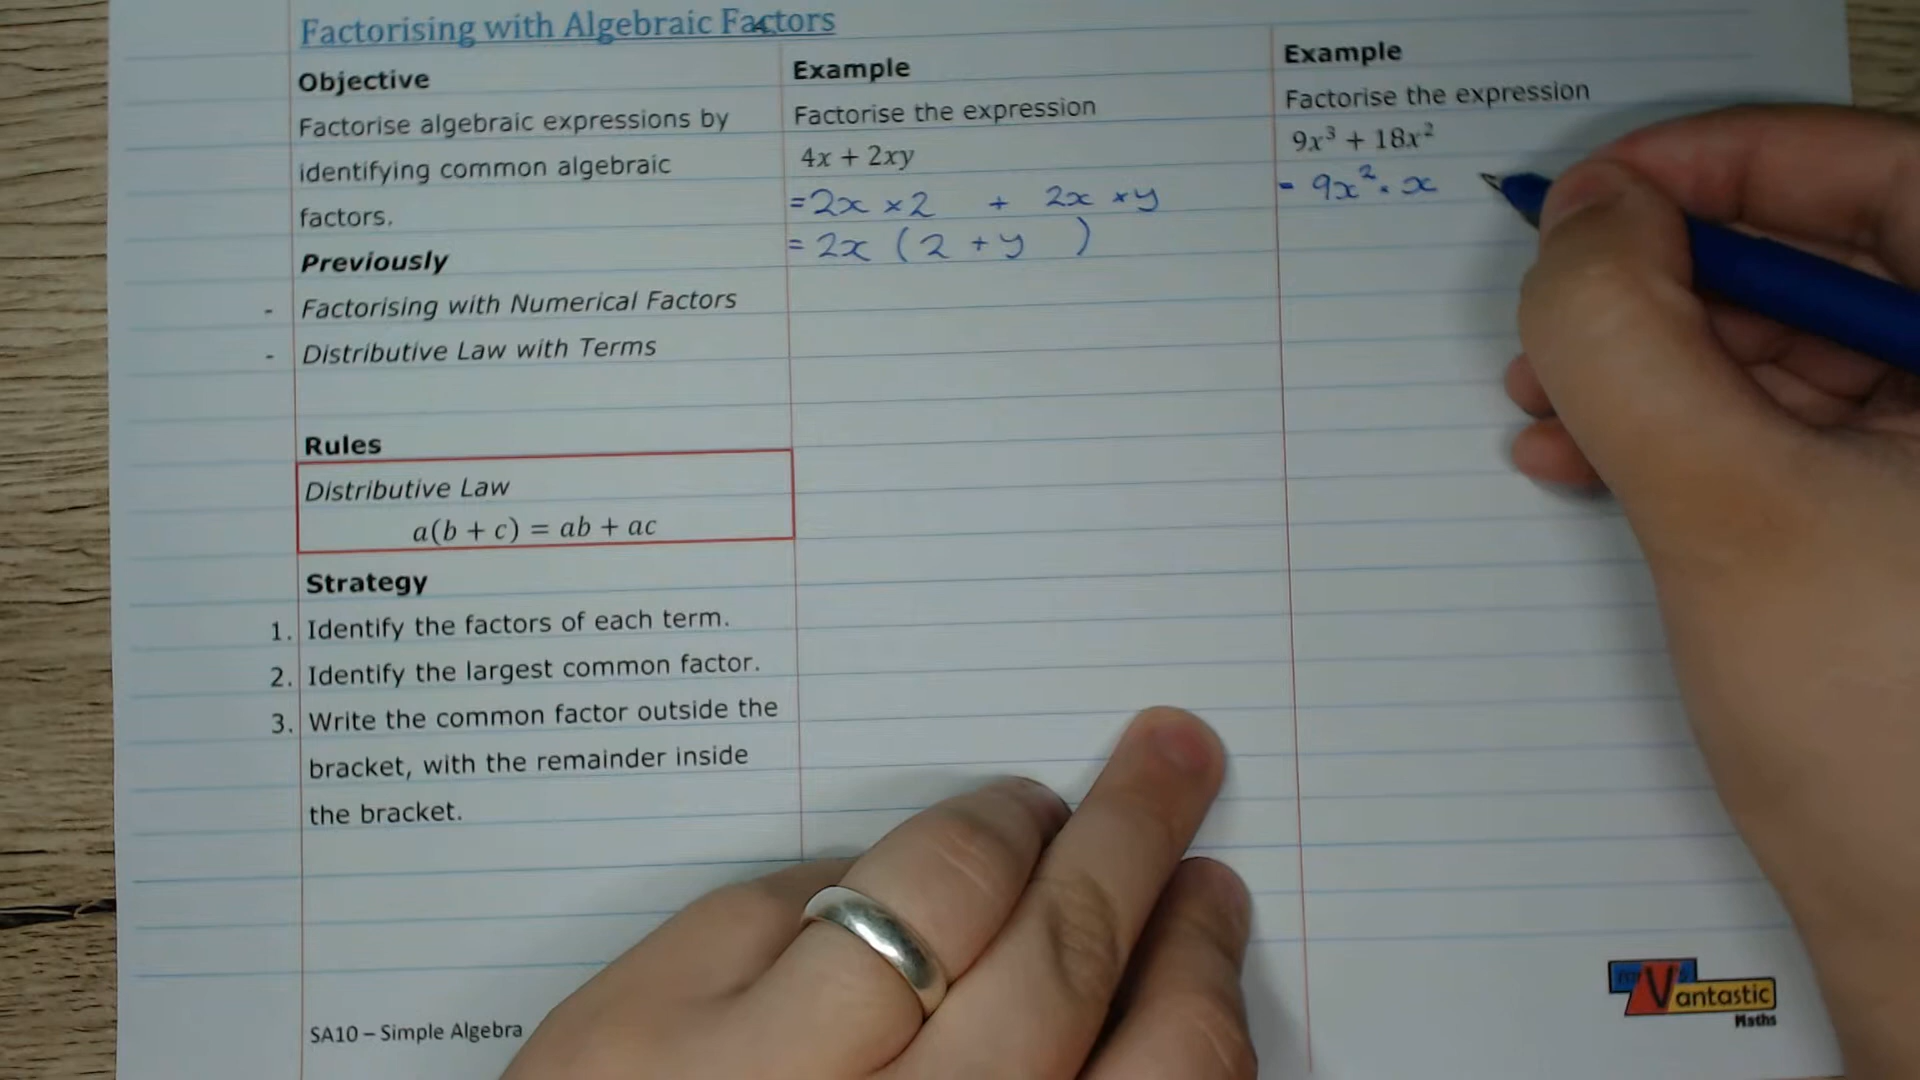 Factorising with Algebraic Factors
Objective
Factorise algebraic expressions by
identifying common algebraic
factors.
Previously
- Factorising with Numerical Factors
- Distributive Law with Terms
Rules
Distributive Law
a(b + c) = ab + ac
Strategy
1. Identify the factors of each term.
2. Identify the largest common factor.
3. Write the common factor outside the
bracket, with the remainder inside
the bracket.
SA10 – Simple Algebra
Example
Factorise the expression
4x + 2xy
= 2x × 2 + 2x × y
= 2x ( 2 + y )
Example
Factorise the expression
9x³ + 18x²
= 9x² · x
Vantastic
Maths